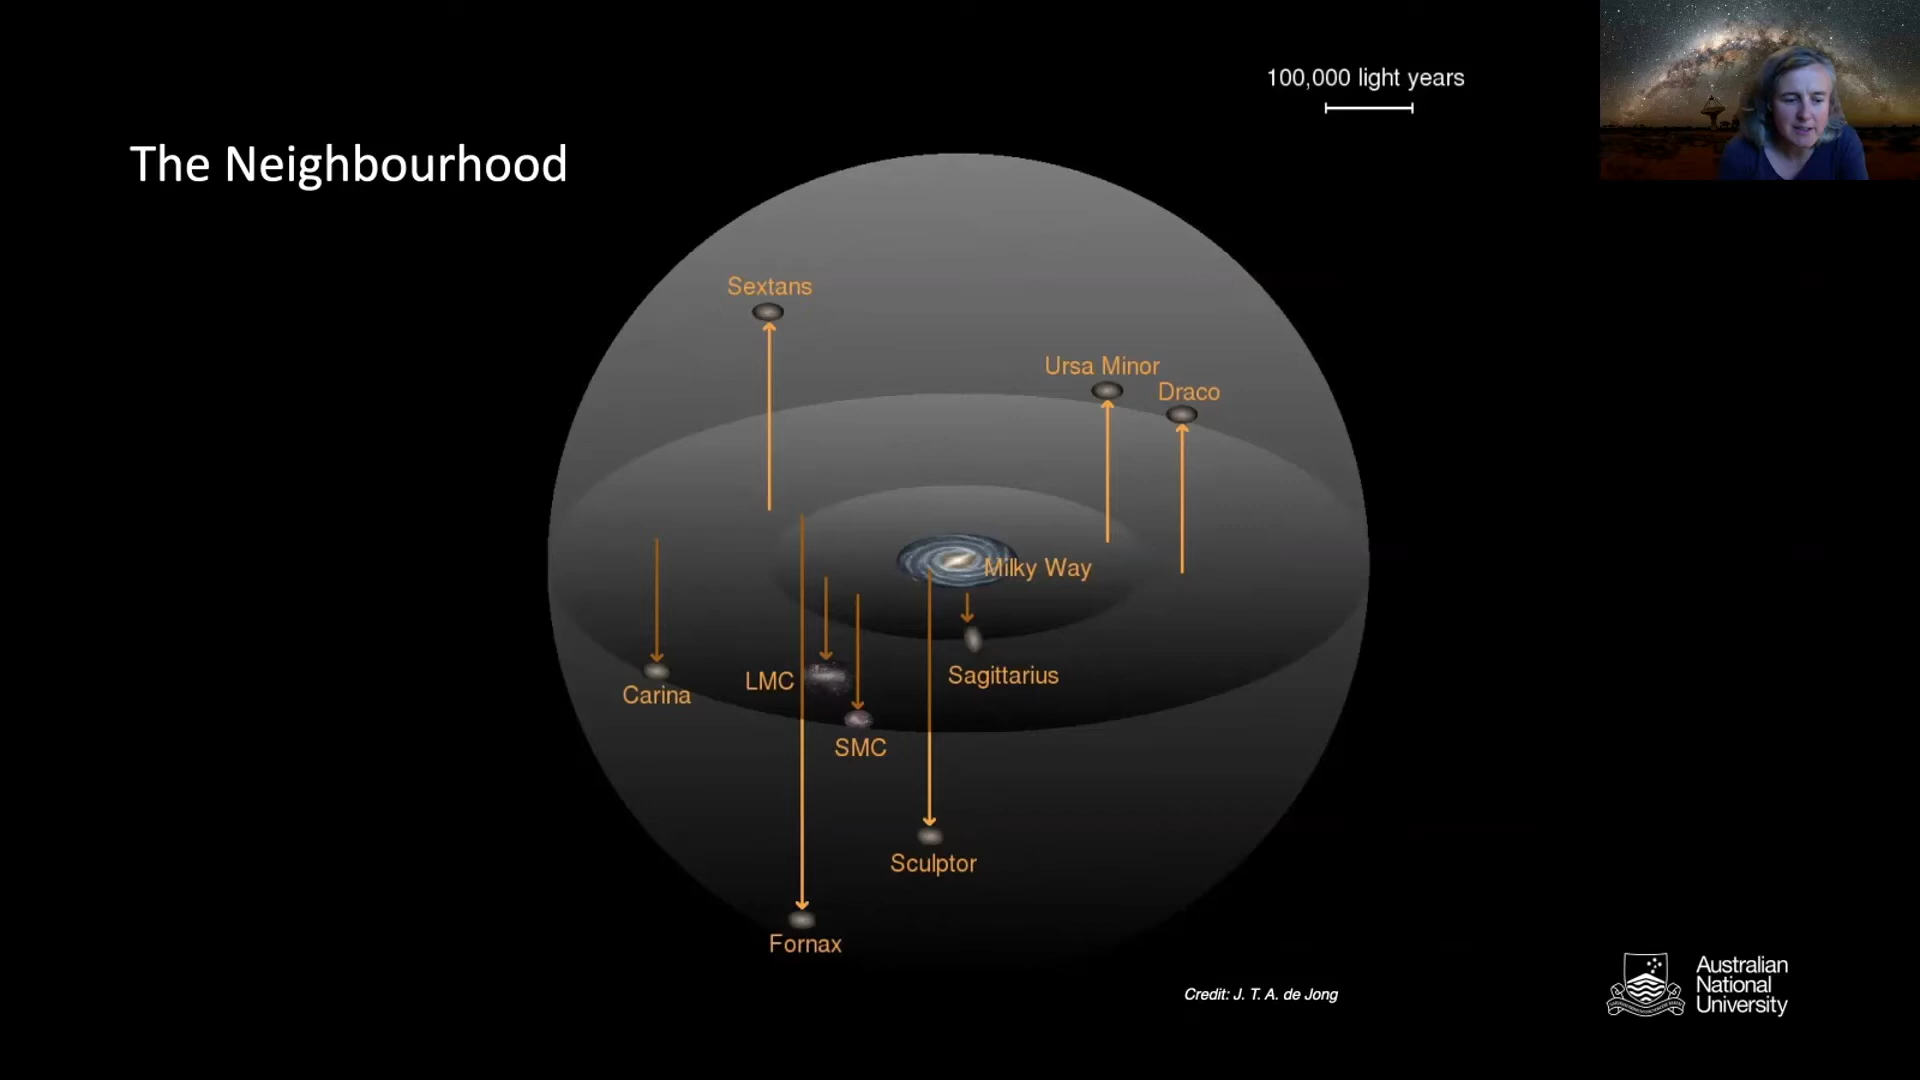 100,000 light years
The Neighbourhood
Sextans
Ursa Minor
Draco
Milky Way
Sagittarius
LMC
Carina
SMC
Sculptor
Fornax
Credit: J. T. A. de Jong
Australian
National
University